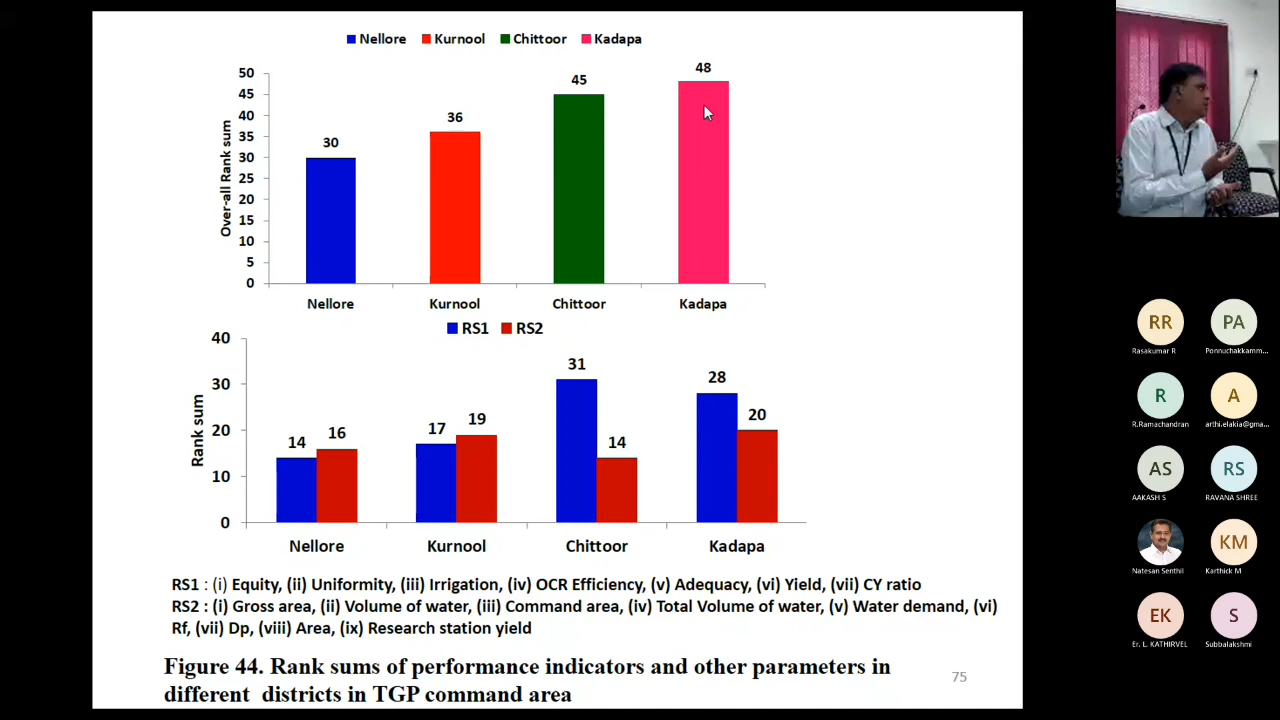 Nellore Kurnool Chittoor Kadapa
50
45
40
35
30
25
20
15
10
5
0
Over-all Rank sum
30
36
45
48
Nellore Kurnool Chittoor Kadapa
RS1 RS2
40
30
20
10
0
Rank sum
14 16
17 19
31 14
28 20
Nellore Kurnool Chittoor Kadapa
RS1 : (i) Equity, (ii) Uniformity, (iii) Irrigation, (iv) OCR Efficiency, (v) Adequacy, (vi) Yield, (vii) CY ratio
RS2 : (i) Gross area, (ii) Volume of water, (iii) Command area, (iv) Total Volume of water, (v) Water demand, (vi)
Rf, (vii) Dp, (viii) Area, (ix) Research station yield
Figure 44. Rank sums of performance indicators and other parameters in
different districts in TGP command area
75
RR PA
Rasakumar R Ponnuchakkamm...
R A
R.Ramachandran arthi.elakia@gma...
AS RS
AAKASH S RAVANA SHREE
KM
Natesan Senthil Karthick M
EK S
Er. L. KATHIRVEL Subbalakshmi